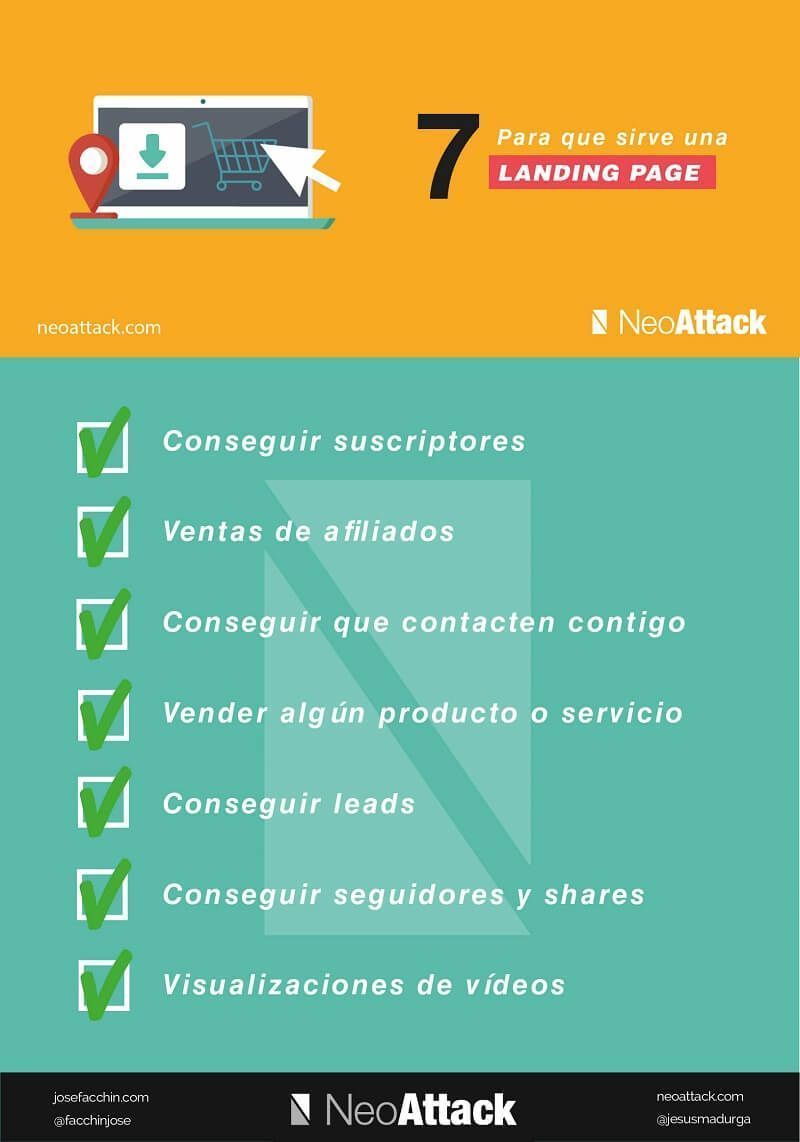 7
Para que sirve una
LANDING PAGE
neoattack.com
NeoAttack
Conseguir suscriptores
Ventas de afiliados
Conseguir que contacten contigo
Vender algún producto o servicio
Conseguir leads
Conseguir seguidores y shares
Visualizaciones de vídeos
josefacchin.com
@facchinjose
NeoAttack
neoattack.com
@jesusmadurga